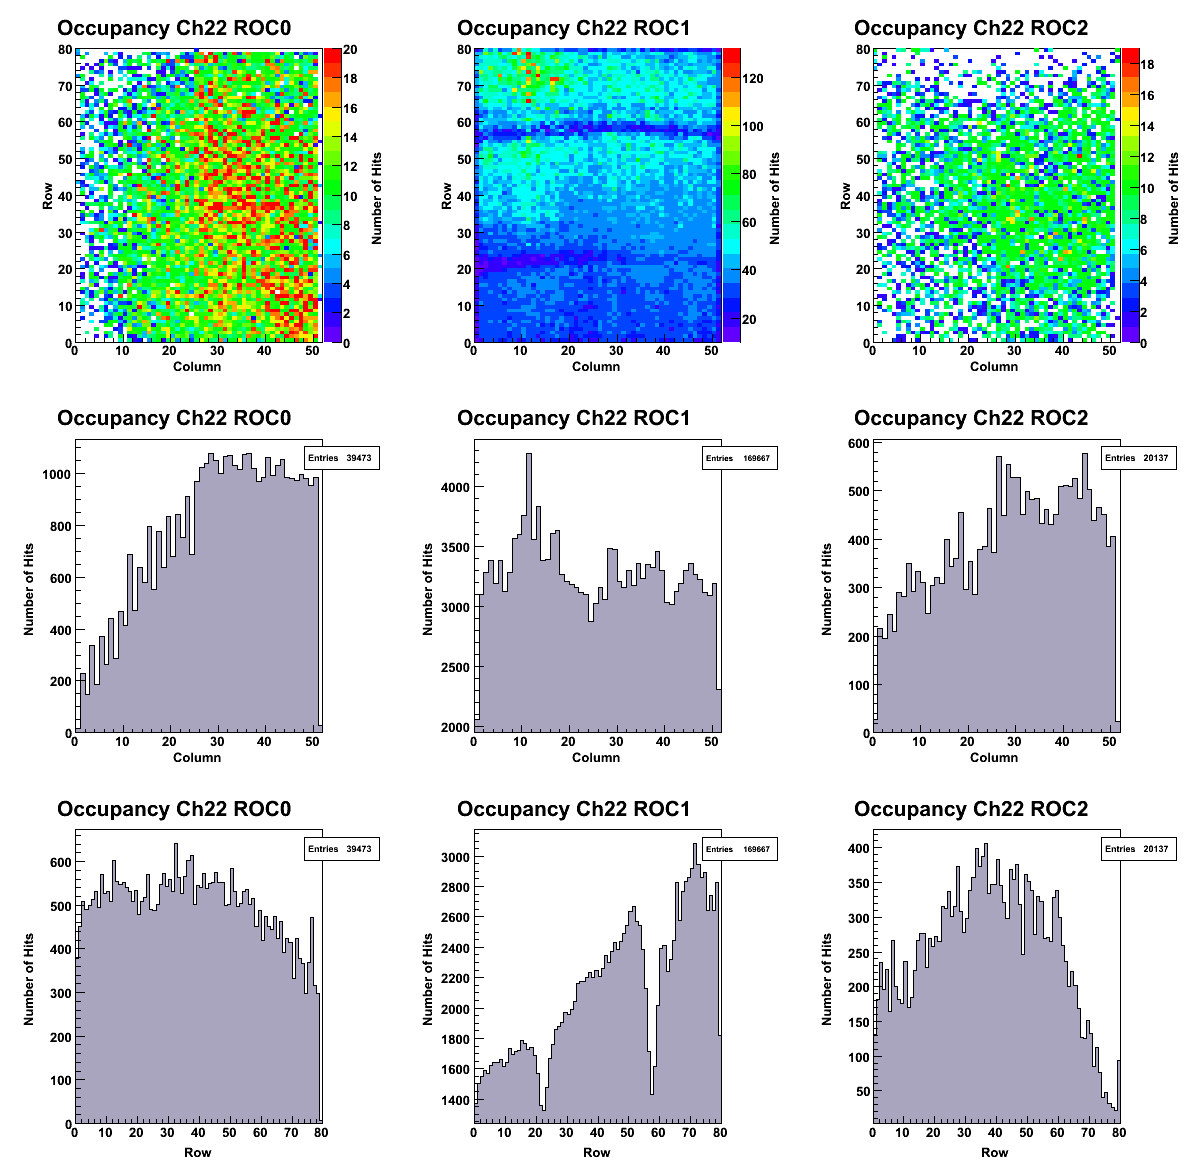 Occupancy Ch22 ROC0
Occupancy Ch22 ROC1
Occupancy Ch22 ROC2
Row
80
70
60
50
40
30
20
10
0
0 10 20 30 40 50
Column
20
18
16
14
12
10
8
6
4
2
0
Number of Hits
Row
80
70
60
50
40
30
20
10
0
0 10 20 30 40 50
Column
120
100
80
60
40
20
Number of Hits
Row
80
70
60
50
40
30
20
10
0
0 10 20 30 40 50
Column
18
16
14
12
10
8
6
4
2
0
Number of Hits
Occupancy Ch22 ROC0
Occupancy Ch22 ROC1
Occupancy Ch22 ROC2
Entries 39473
Number of Hits
1000
800
600
400
200
0
0 10 20 30 40 50
Column
Entries 169667
Number of Hits
4000
3500
3000
2500
2000
0 10 20 30 40 50
Column
Entries 20137
Number of Hits
600
500
400
300
200
100
0
0 10 20 30 40 50
Column
Occupancy Ch22 ROC0
Occupancy Ch22 ROC1
Occupancy Ch22 ROC2
Entries 39473
Number of Hits
600
500
400
300
200
100
0
0 10 20 30 40 50 60 70 80
Row
Entries 169667
Number of Hits
3000
2800
2600
2400
2200
2000
1800
1600
1400
0 10 20 30 40 50 60 70 80
Row
Entries 20137
Number of Hits
400
350
300
250
200
150
100
50
0 10 20 30 40 50 60 70 80
Row